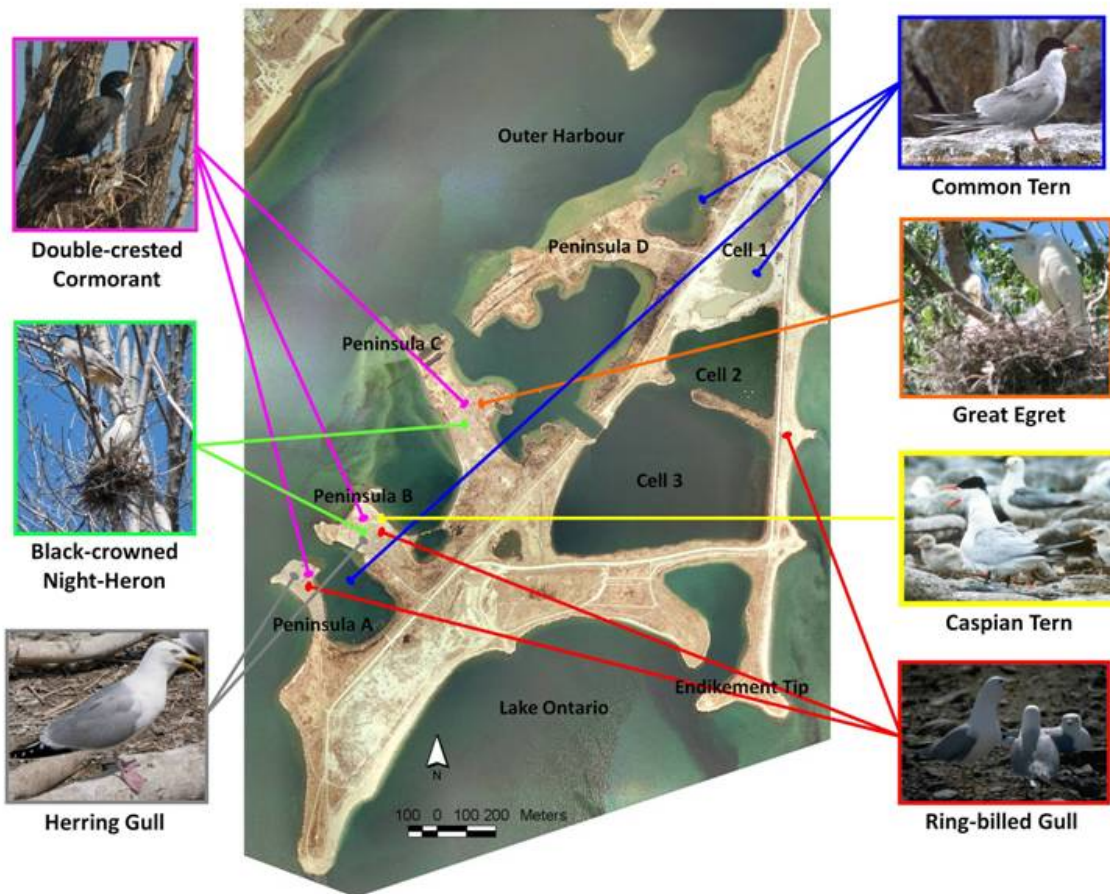 Outer Harbour
Peninsula D
Cell 1
Peninsula C
Cell 2
Cell 3
Peninsula B
Peninsula A
Endikement Tip
Lake Ontario
N
100 0 100 200 Meters
Double-crested
Cormorant
Black-crowned
Night-Heron
Herring Gull
Common Tern
Great Egret
Caspian Tern
Ring-billed Gull